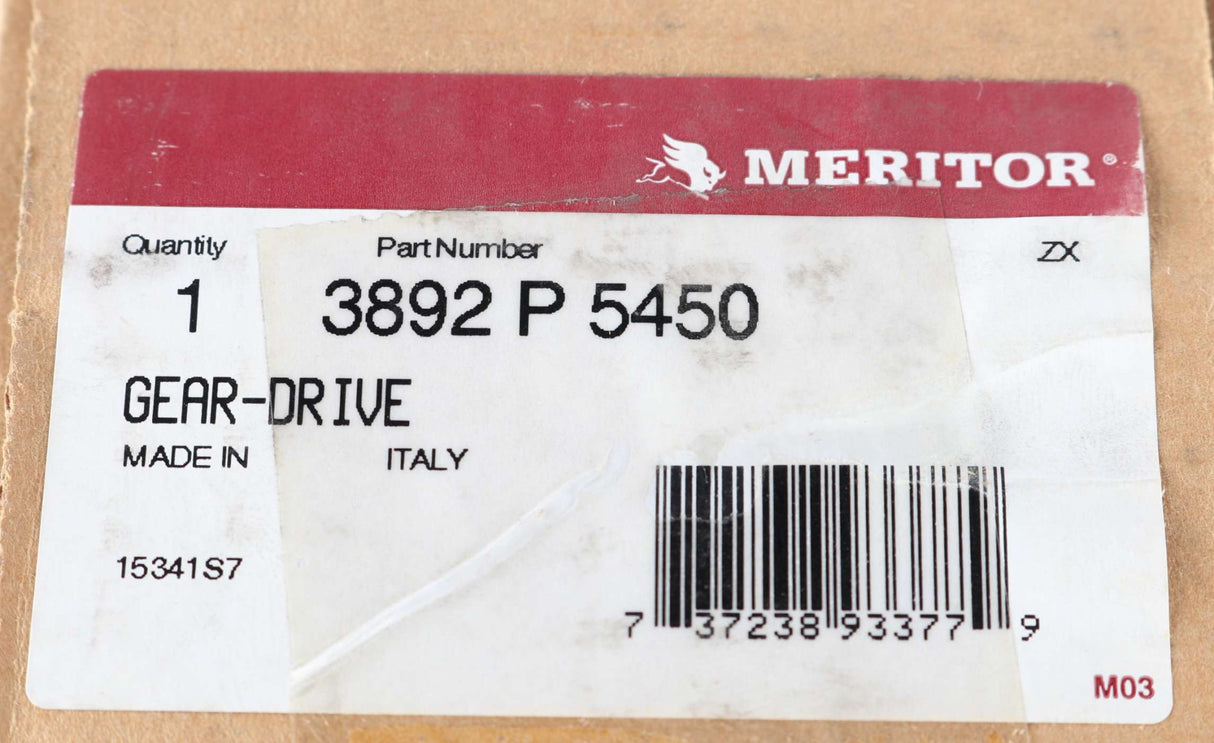 MERITOR®
Quantity Part Number ZX
1 3892 P 5450
GEAR-DRIVE
MADE IN ITALY
15341S7
7 37238 93377 9
M03